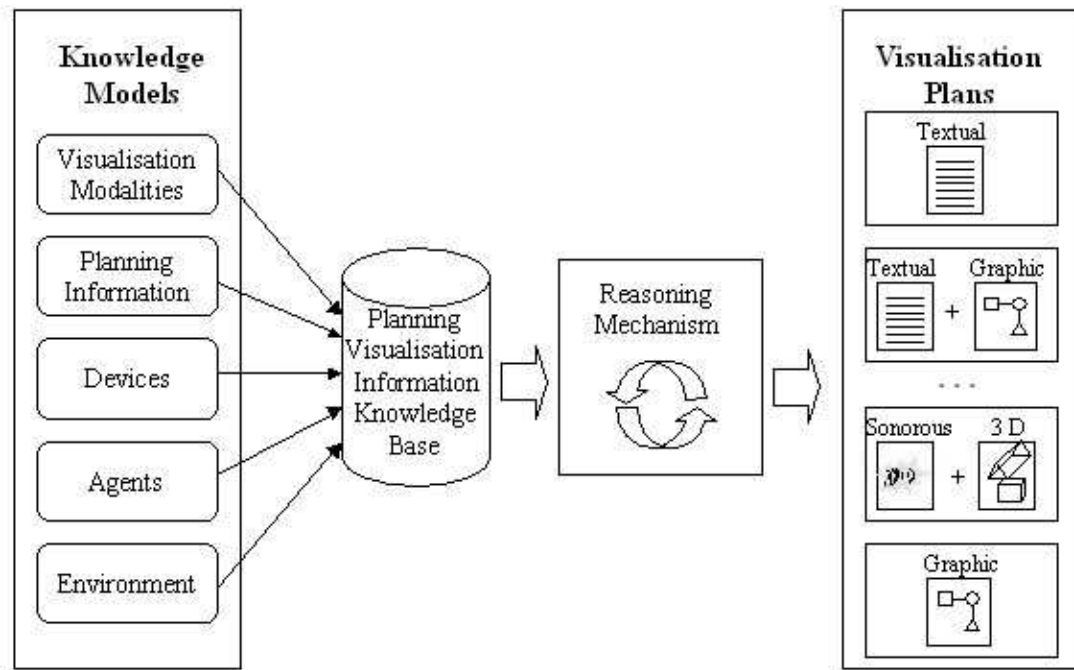 Knowledge
Models
Visualisation
Modalities
Planning
Information
Devices
Agents
Environment
Planning
Visualisation
Information
Knowledge
Base
Reasoning
Mechanism
Visualisation
Plans
Textual
Textual Graphic
+
...
Sonorous 3 D
+
Graphic